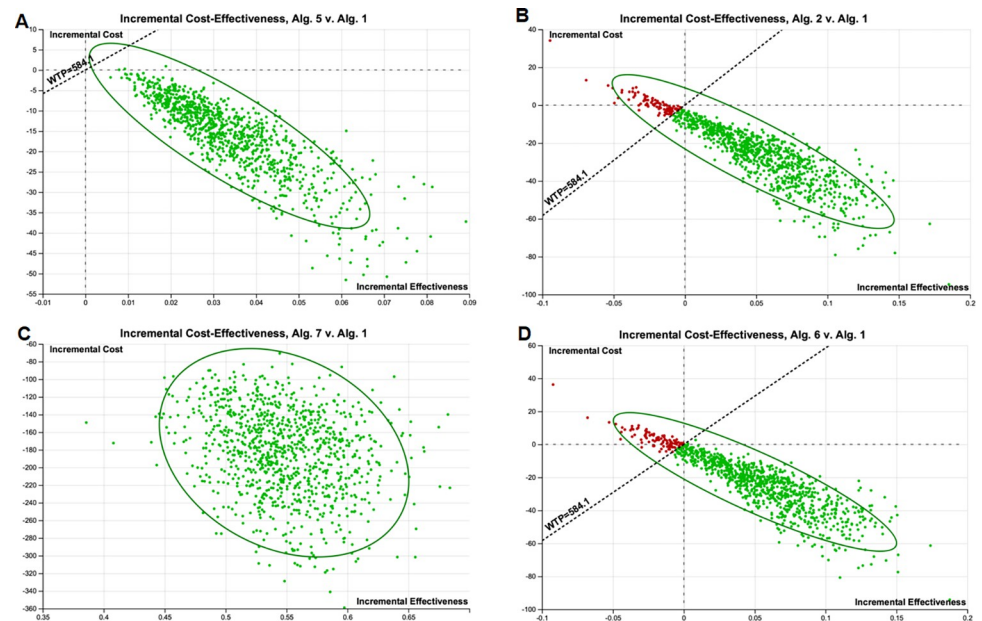 A
Incremental Cost-Effectiveness, Alg. 5 v. Alg. 1
Incremental Cost
10
5
0
-5
-10
-15
-20
-25
-30
-35
-40
-45
-50
-55
WTP=584.1
Incremental Effectiveness
-0.01 0 0.01 0.02 0.03 0.04 0.05 0.06 0.07 0.08 0.09
B
Incremental Cost-Effectiveness, Alg. 2 v. Alg. 1
Incremental Cost
40
20
0
-20
-40
-60
-80
-100
WTP=584.1
Incremental Effectiveness
-0.1 -0.05 0 0.05 0.1 0.15 0.2
C
Incremental Cost-Effectiveness, Alg. 7 v. Alg. 1
Incremental Cost
-60
-80
-100
-120
-140
-160
-180
-200
-220
-240
-260
-280
-300
-320
-340
-360
Incremental Effectiveness
0.35 0.4 0.45 0.5 0.55 0.6 0.65
D
Incremental Cost-Effectiveness, Alg. 6 v. Alg. 1
Incremental Cost
60
40
20
0
-20
-40
-60
-80
-100
WTP=584.1
Incremental Effectiveness
-0.1 -0.05 0 0.05 0.1 0.15 0.2